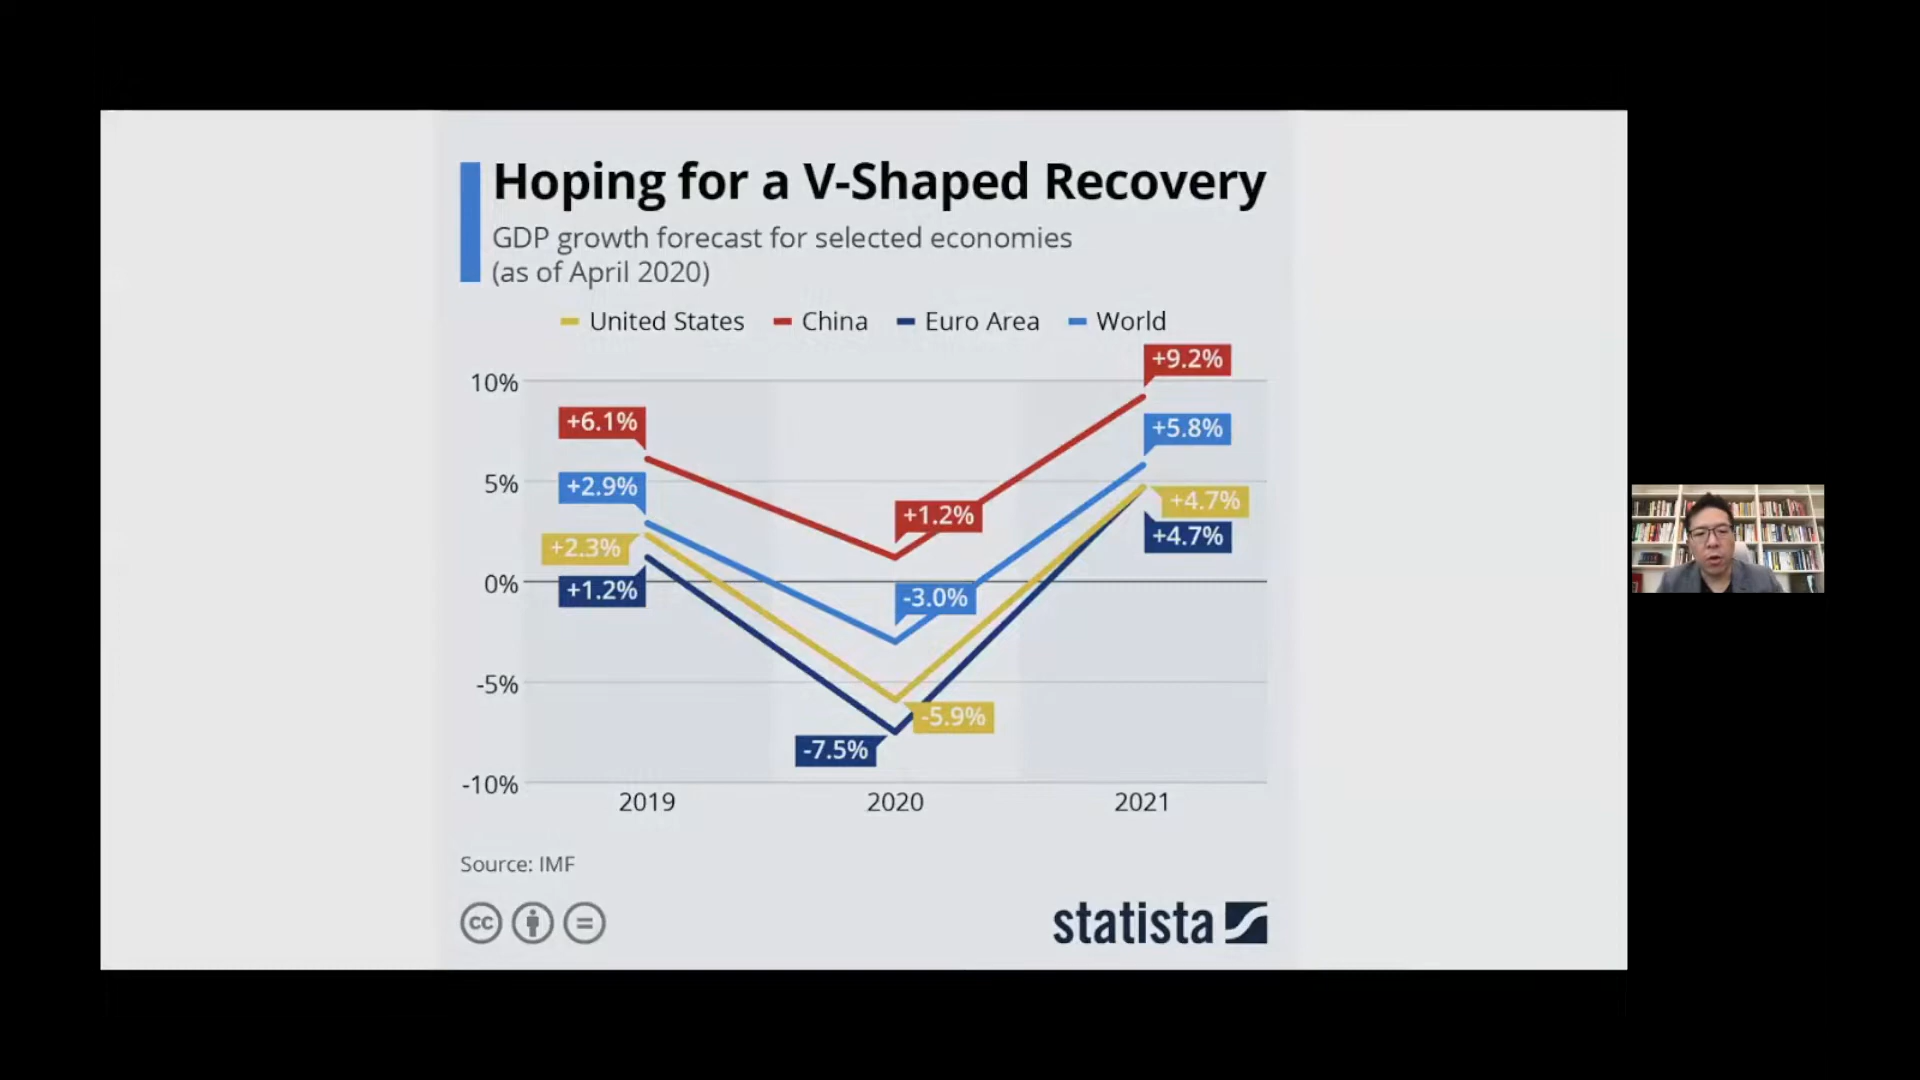 Hoping for a V-Shaped Recovery
GDP growth forecast for selected economies
(as of April 2020)
United States China Euro Area World
+9.2%
10%
+6.1%
+5.8%
5%
+2.9%
+4.7%
+1.2%
+4.7%
+2.3%
0%
+1.2%
-3.0%
-5%
-5.9%
-7.5%
-10%
2019 2020 2021
Source: IMF
cc
statista